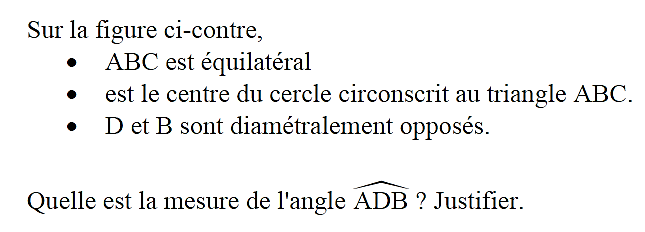 Sur la figure ci-contre,
• ABC est équilatéral
• est le centre du cercle circonscrit au triangle ABC.
• D et B sont diamétralement opposés.
Quelle est la mesure de l'angle \widehat{ADB} ? Justifier.